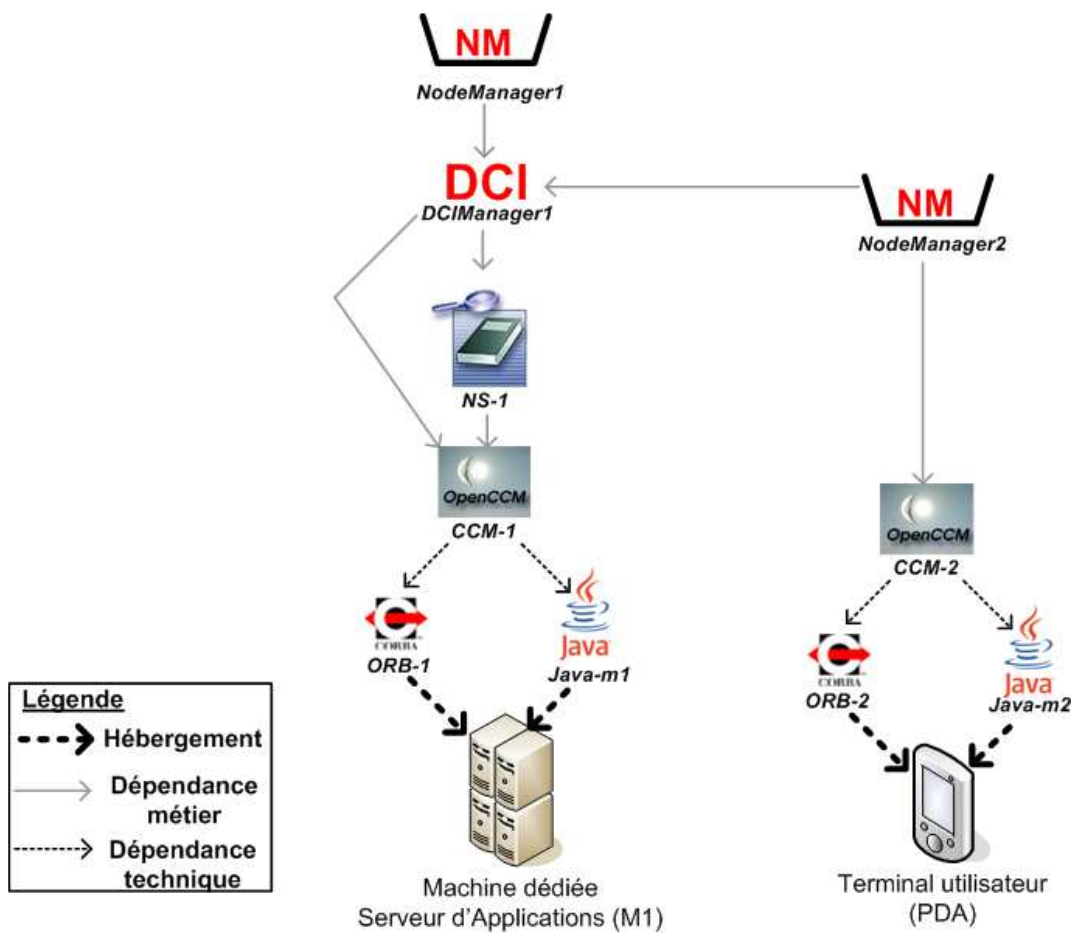 NM
NodeManager1
DCI
DCIManager1
NM
NodeManager2
NS-1
OpenCCM
CCM-1
OpenCCM
CCM-2
CORBA
ORB-1
Java
Java-m1
CORBA
ORB-2
Java
Java-m2
Légende
Hébergement
Dépendance
métier
Dépendance
technique
Machine dédiée
Serveur d'Applications (M1)
Terminal utilisateur
(PDA)